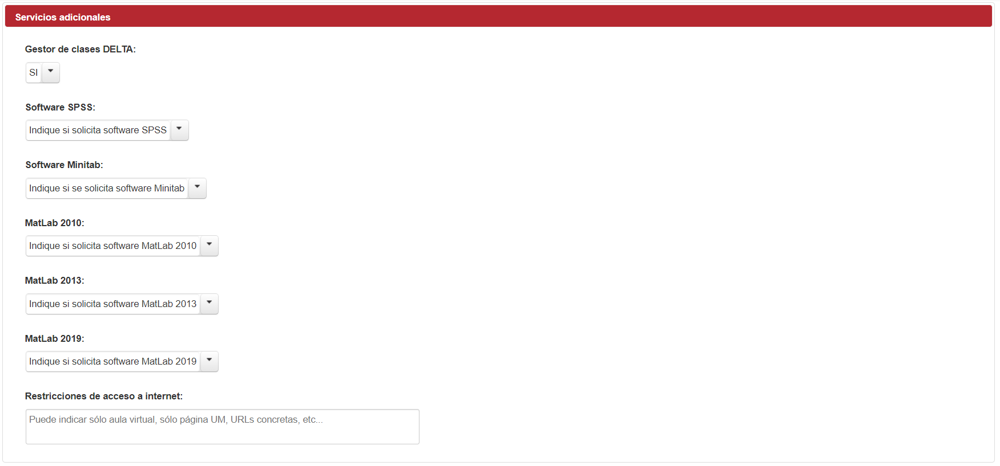 Servicios adicionales
Gestor de clases DELTA:
SI
Software SPSS:
Indique si solicita software SPSS
Software Minitab:
Indique si se solicita software Minitab
MatLab 2010:
Indique si solicita software MatLab 2010
MatLab 2013:
Indique si solicita software MatLab 2013
MatLab 2019:
Indique si solicita software MatLab 2019
Restricciones de acceso a internet:
Puede indicar sólo aula virtual, sólo página UM, URLs concretas, etc...